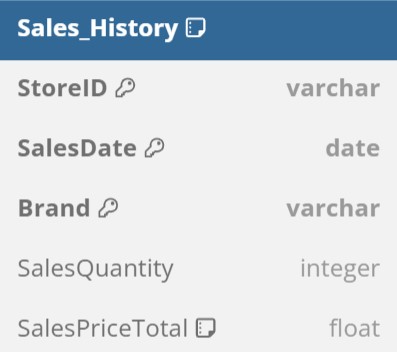 Sales_History
StoreID varchar
SalesDate date
Brand varchar
SalesQuantity integer
SalesPriceTotal float